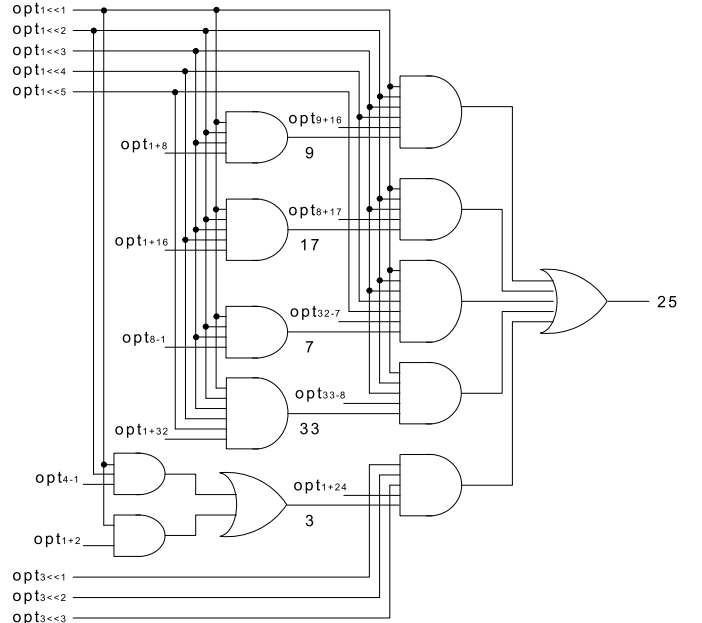 opt1<<1
opt1<<2
opt1<<3
opt1<<4
opt1<<5
opt9+16
opt1+8
9
opt8+17
opt1+16
17
25
opt32-7
opt8-1
7
opt33-8
opt1+32
33
opt4-1
opt1+24
3
opt1+2
opt3<<1
opt3<<2
opt3<<3